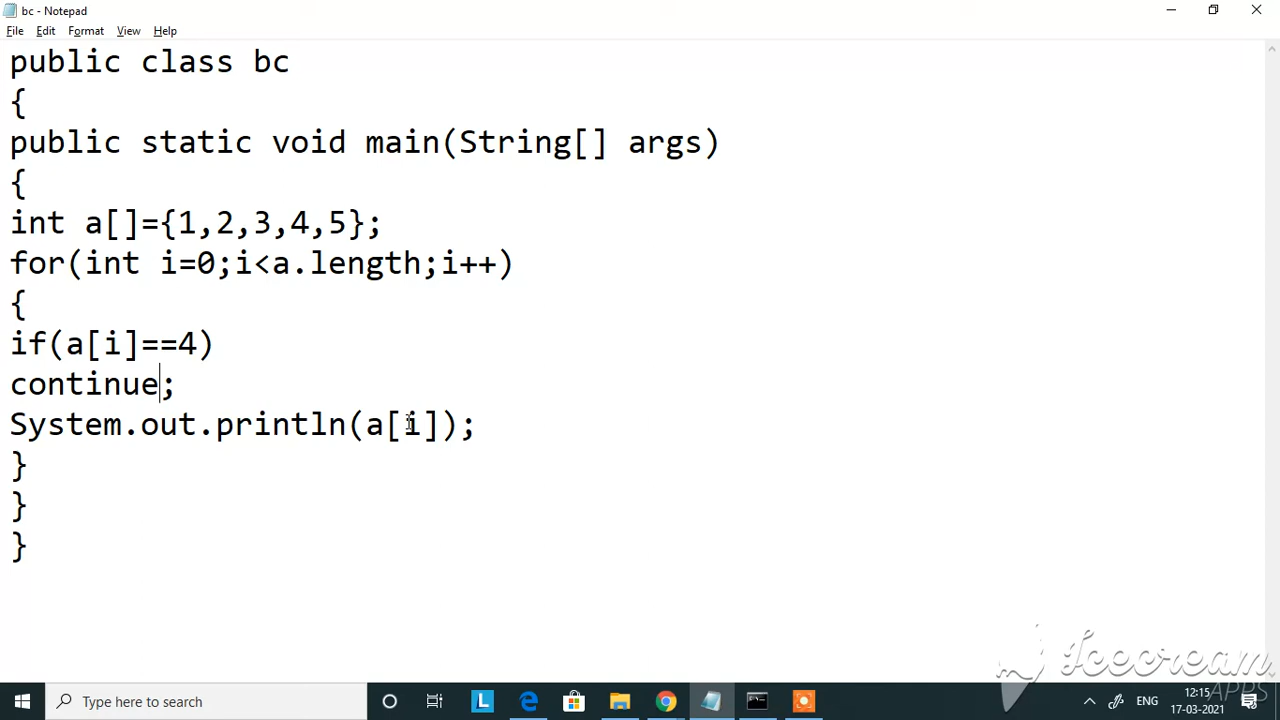 bc - Notepad
File Edit Format View Help
public class bc
{
public static void main(String[] args)
{
int a[]={1,2,3,4,5};
for(int i=0;i<a.length;i++)
{
if(a[i]==4)
continue;
System.out.println(a[i]);
}
}
}
Icecream
APPS
Type here to search
L
ENG
12:15
17-03-2021